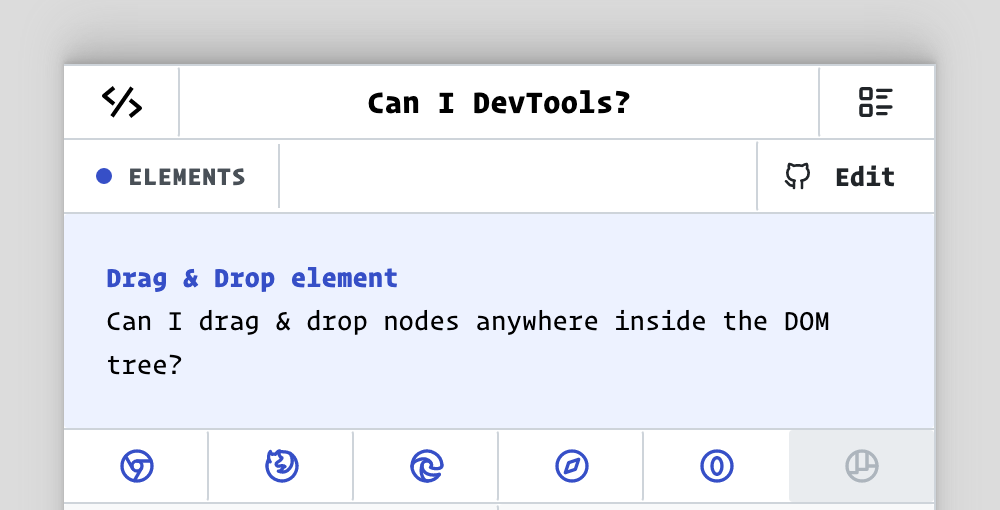 Can I DevTools?
ELEMENTS
Edit
Drag & Drop element
Can I drag & drop nodes anywhere inside the DOM
tree?